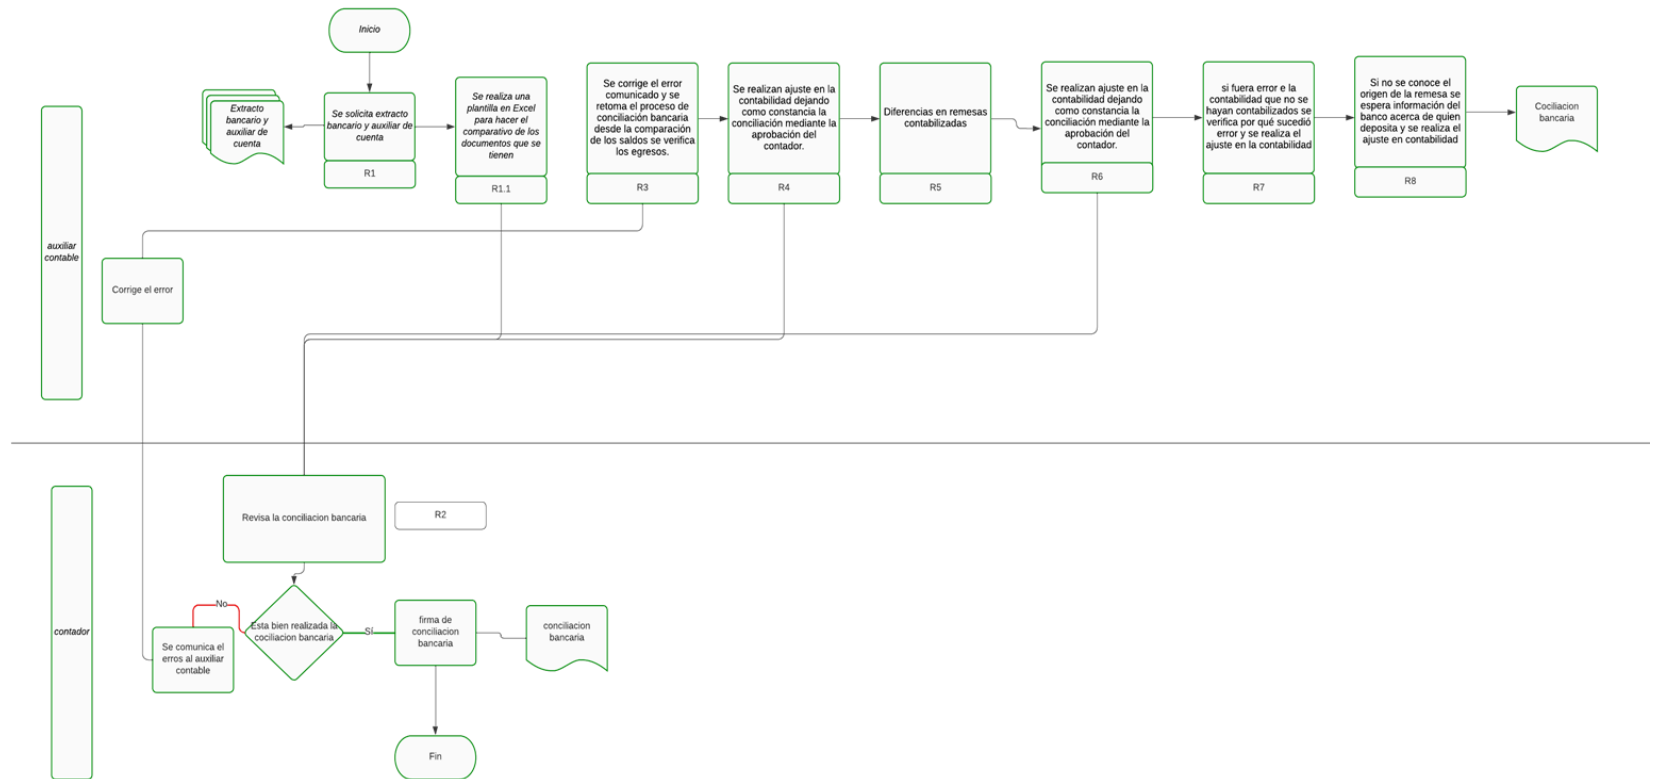 Inicio
Extracto
bancario y
auxiliar de
cuenta
Se solicita extracto
bancario y auxiliar de
cuenta
R1
Se realiza una
plantilla en Excel
para hacer el
comparativo de los
documentos que se
tienen
R1.1
Se corrige el error
comunicado y se
retoma el proceso de
conciliación bancaria
desde la comparación
de los saldos se verifica
los egresos.
R3
Se realizan ajuste en la
contabilidad dejando
como constancia la
conciliación mediante la
aprobación del
contador.
R4
Diferencias en remesas
contabilizadas
R5
Se realizan ajuste en la
contabilidad dejando
como constancia la
conciliación mediante la
aprobación del
contador.
R6
si fuera error e la
contabilidad que no se
hayan contabilizados se
verifica por qué sucedió
error y se realiza el
ajuste en la contabilidad
R7
Si no se conoce el
origen de la remesa se
espera información del
banco acerca de quien
deposita y se realiza el
ajuste en contabilidad
R8
Cociliacion
bancaria
auxiliar
contable
Corrige el error
Revisa la conciliacion bancaria
R2
contador
No
Esta bien realizada la
cociliacion bancaria
Sí
Se comunica el
erros al auxiliar
contable
firma de
conciliacion
bancaria
conciliacion
bancaria
Fin